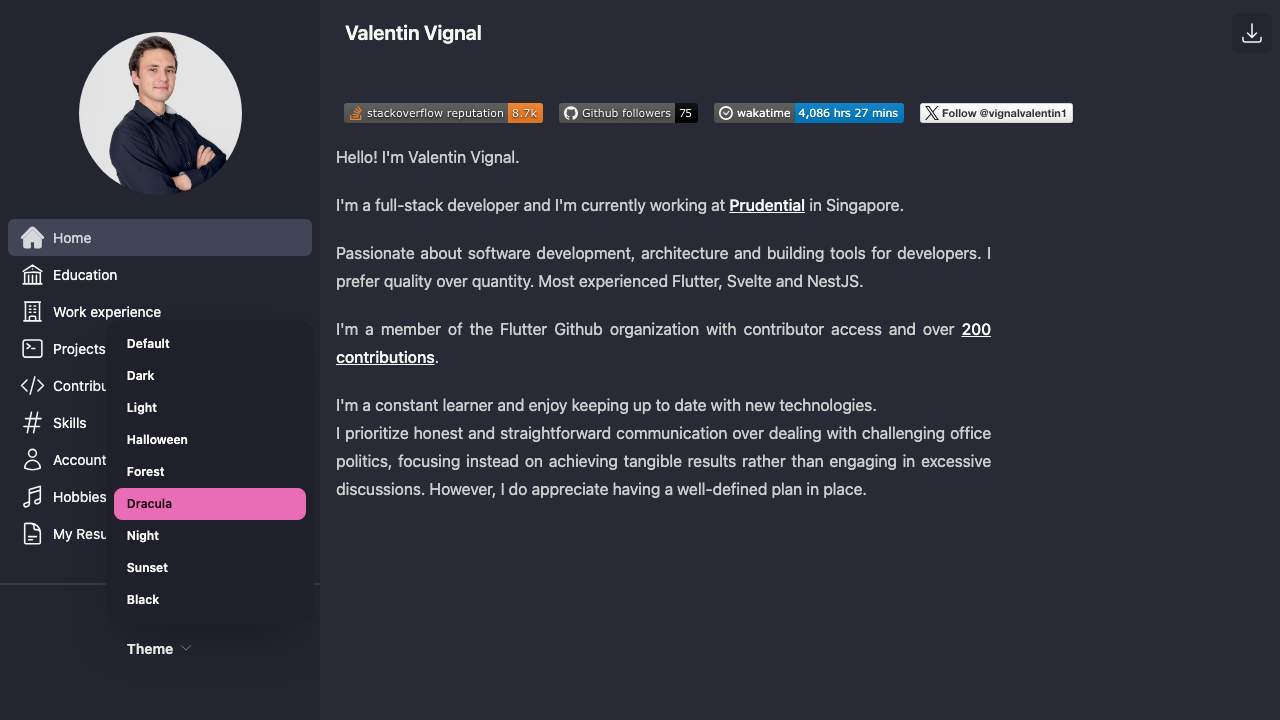 Valentin Vignal
stackoverflow reputation 8.7k
Github followers 75
wakatime 4,086 hrs 27 mins
Follow @vignalvalentin1
Hello! I'm Valentin Vignal.
I'm a full-stack developer and I'm currently working at Prudential in Singapore.
Passionate about software development, architecture and building tools for developers. I
prefer quality over quantity. Most experienced Flutter, Svelte and NestJS.
I'm a member of the Flutter Github organization with contributor access and over 200
contributions.
I'm a constant learner and enjoy keeping up to date with new technologies.
I prioritize honest and straightforward communication over dealing with challenging office
politics, focusing instead on achieving tangible results rather than engaging in excessive
discussions. However, I do appreciate having a well-defined plan in place.
Home
Education
Work experience
Projects
Contribu
Skills
Account
Hobbies
My Resu
Default
Dark
Light
Halloween
Forest
Dracula
Night
Sunset
Black
Theme